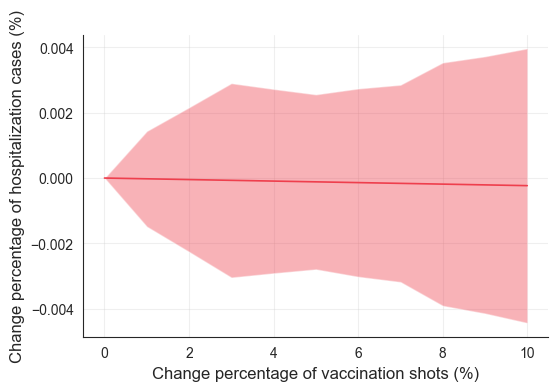 Change percentage of hospitalization cases (%)
0.004
0.002
0.000
−0.002
−0.004
0 2 4 6 8 10
Change percentage of vaccination shots (%)